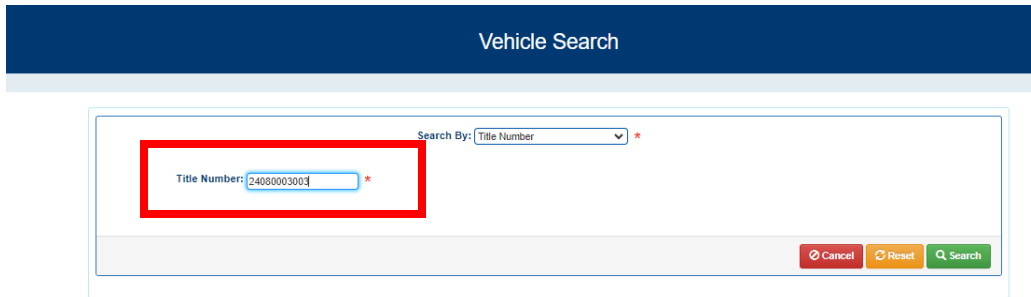 Vehicle Search
Search By: Title Number *
Title Number: 24080003003 *
Cancel Reset Search